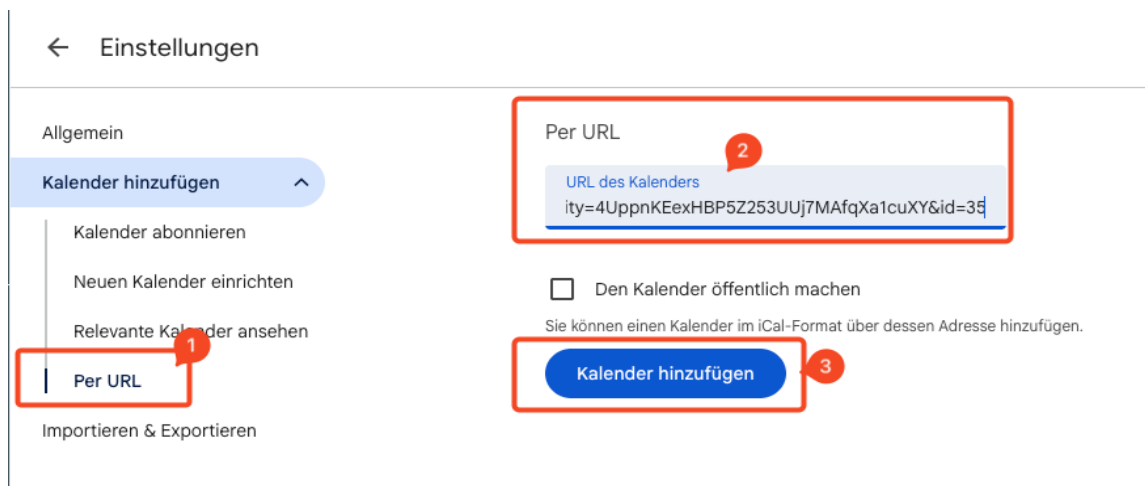 Einstellungen
Allgemein
Kalender hinzufügen
Kalender abonnieren
Neuen Kalender einrichten
Relevante Kalender ansehen
1
Per URL
Importieren & Exportieren
Per URL
2
URL des Kalenders
ity=4UppnKEexHBP5Z253UUj7MAfqXa1cuXY&id=35
Den Kalender öffentlich machen
Sie können einen Kalender im iCal-Format über dessen Adresse hinzufügen.
Kalender hinzufügen
3